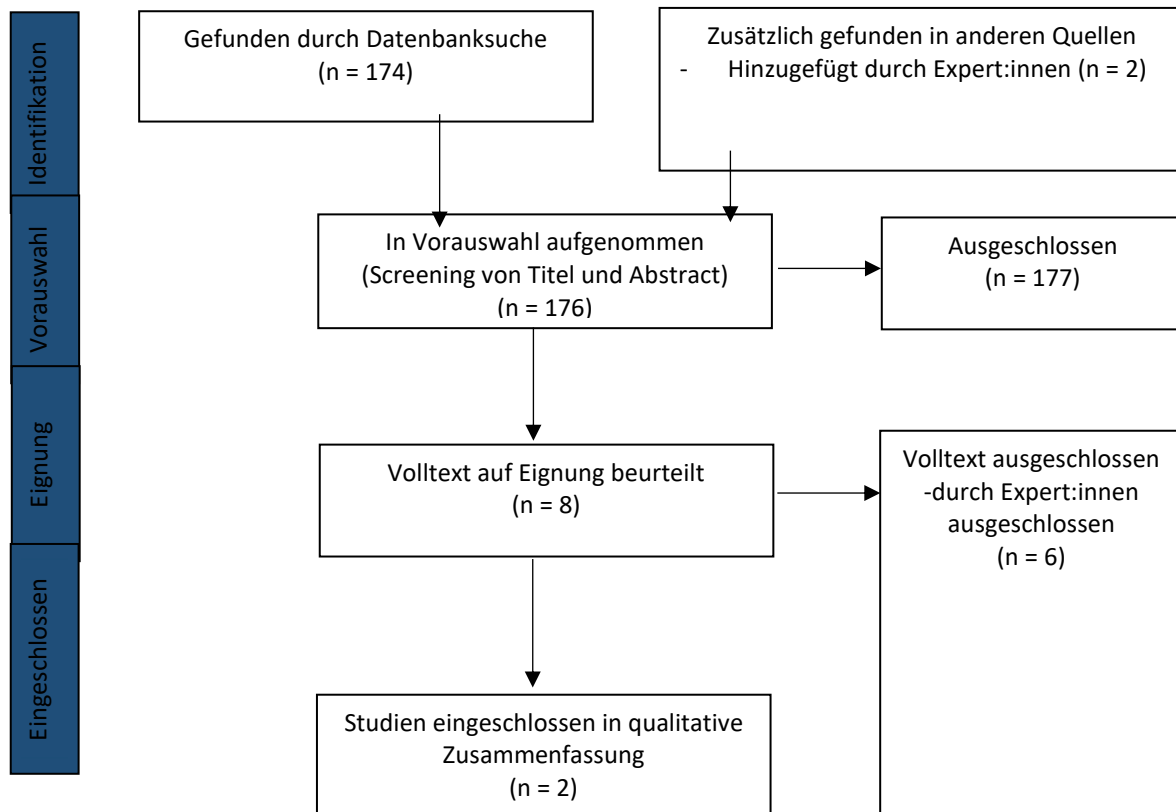 Identifikation
Gefunden durch Datenbanksuche
(n = 174)
Zusätzlich gefunden in anderen Quellen
- Hinzugefügt durch Expert:innen (n = 2)
Vorauswahl
In Vorauswahl aufgenommen
(Screening von Titel und Abstract)
(n = 176)
Ausgeschlossen
(n = 177)
Eignung
Volltext auf Eignung beurteilt
(n = 8)
Volltext ausgeschlossen
-durch Expert:innen
ausgeschlossen
(n = 6)
Eingeschlossen
Studien eingeschlossen in qualitative
Zusammenfassung
(n = 2)